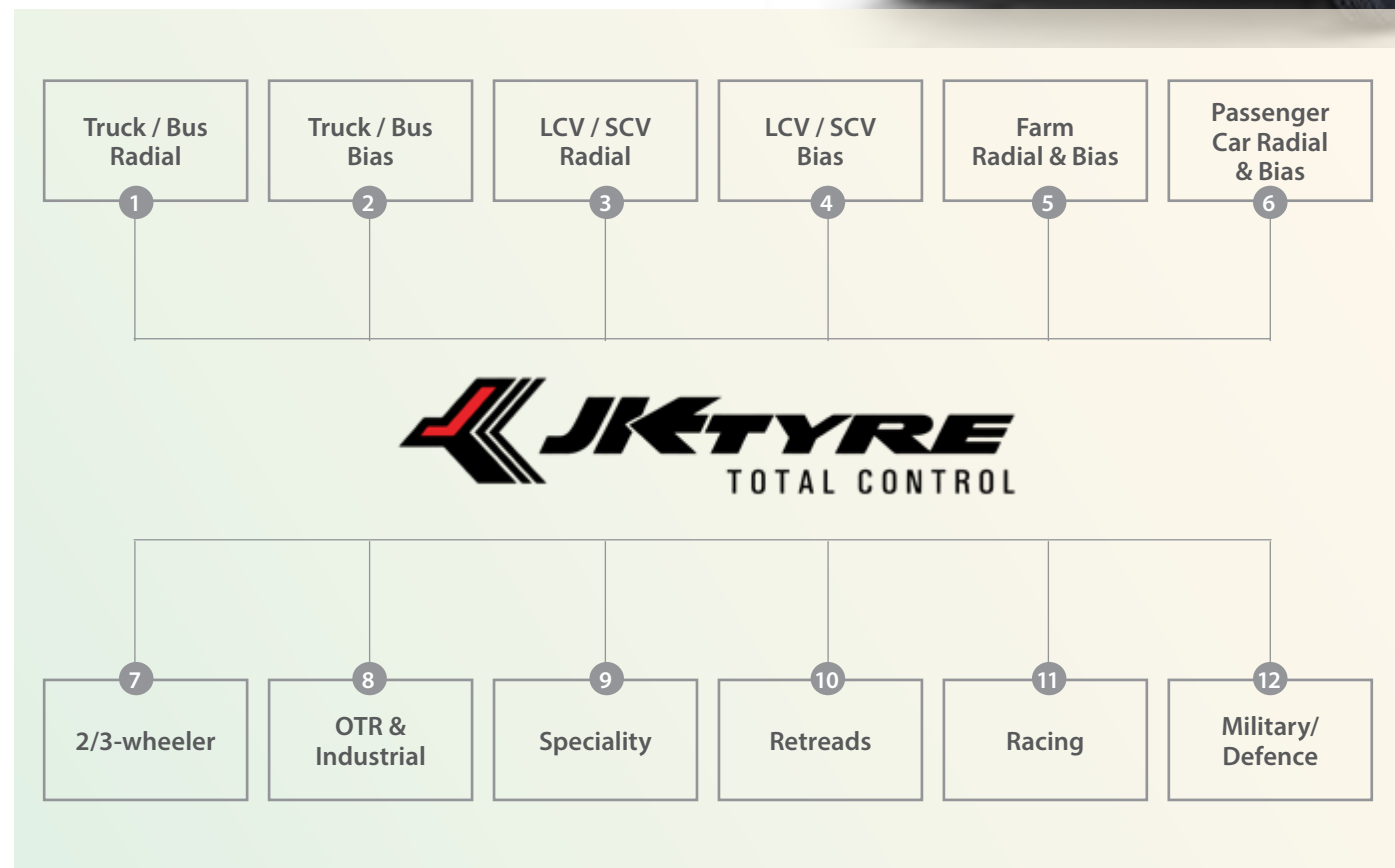 Truck / Bus
Radial
1
Truck / Bus
Bias
2
LCV / SCV
Radial
3
LCV / SCV
Bias
4
Farm
Radial & Bias
5
Passenger
Car Radial
& Bias
6
JKTYRE
TOTAL CONTROL
7
2/3-wheeler
8
OTR &
Industrial
9
Speciality
10
Retreads
11
Racing
12
Military/
Defence